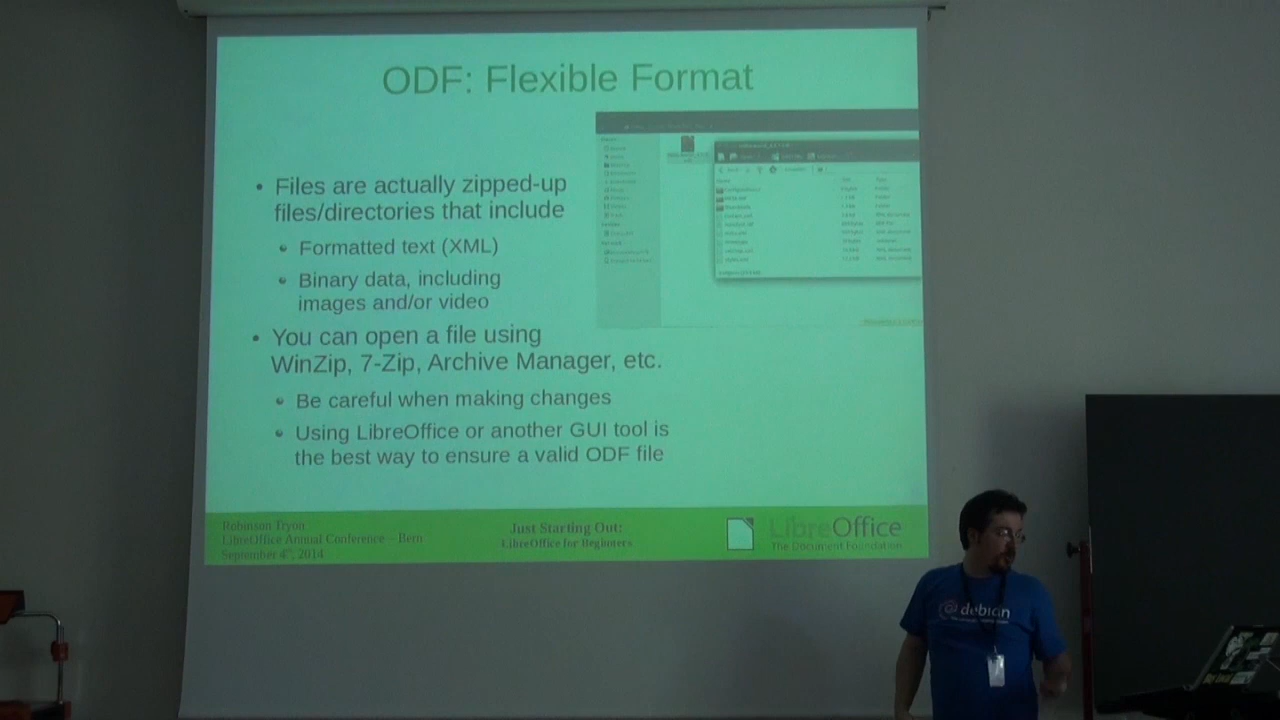 ODF: Flexible Format
• Files are actually zipped-up
files/directories that include
• Formatted text (XML)
• Binary data, including
images and/or video
• You can open a file using
WinZip, 7-Zip, Archive Manager, etc.
• Be careful when making changes
• Using LibreOffice or another GUI tool is
the best way to ensure a valid ODF file
Robinson Tryon
LibreOffice Annual Conference – Bern
September 4th, 2014
Just Starting Out:
LibreOffice for Beginners
LibreOffice
The Document Foundation
debian